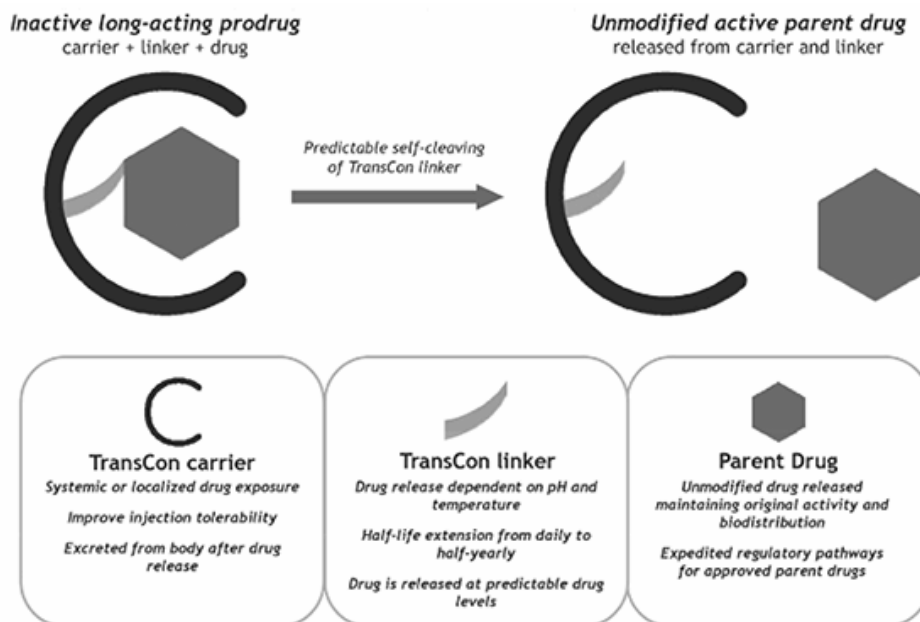 Inactive long-acting prodrug
carrier + linker + drug
Unmodified active parent drug
released from carrier and linker
Predictable self-cleaving
of TransCon linker
TransCon carrier
Systemic or localized drug exposure
Improve injection tolerability
Excreted from body after drug
release
TransCon linker
Drug release dependent on pH and
temperature
Half-life extension from daily to
half-yearly
Drug is released at predictable drug
levels
Parent Drug
Unmodified drug released
maintaining original activity and
biodistribution
Expedited regulatory pathways
for approved parent drugs